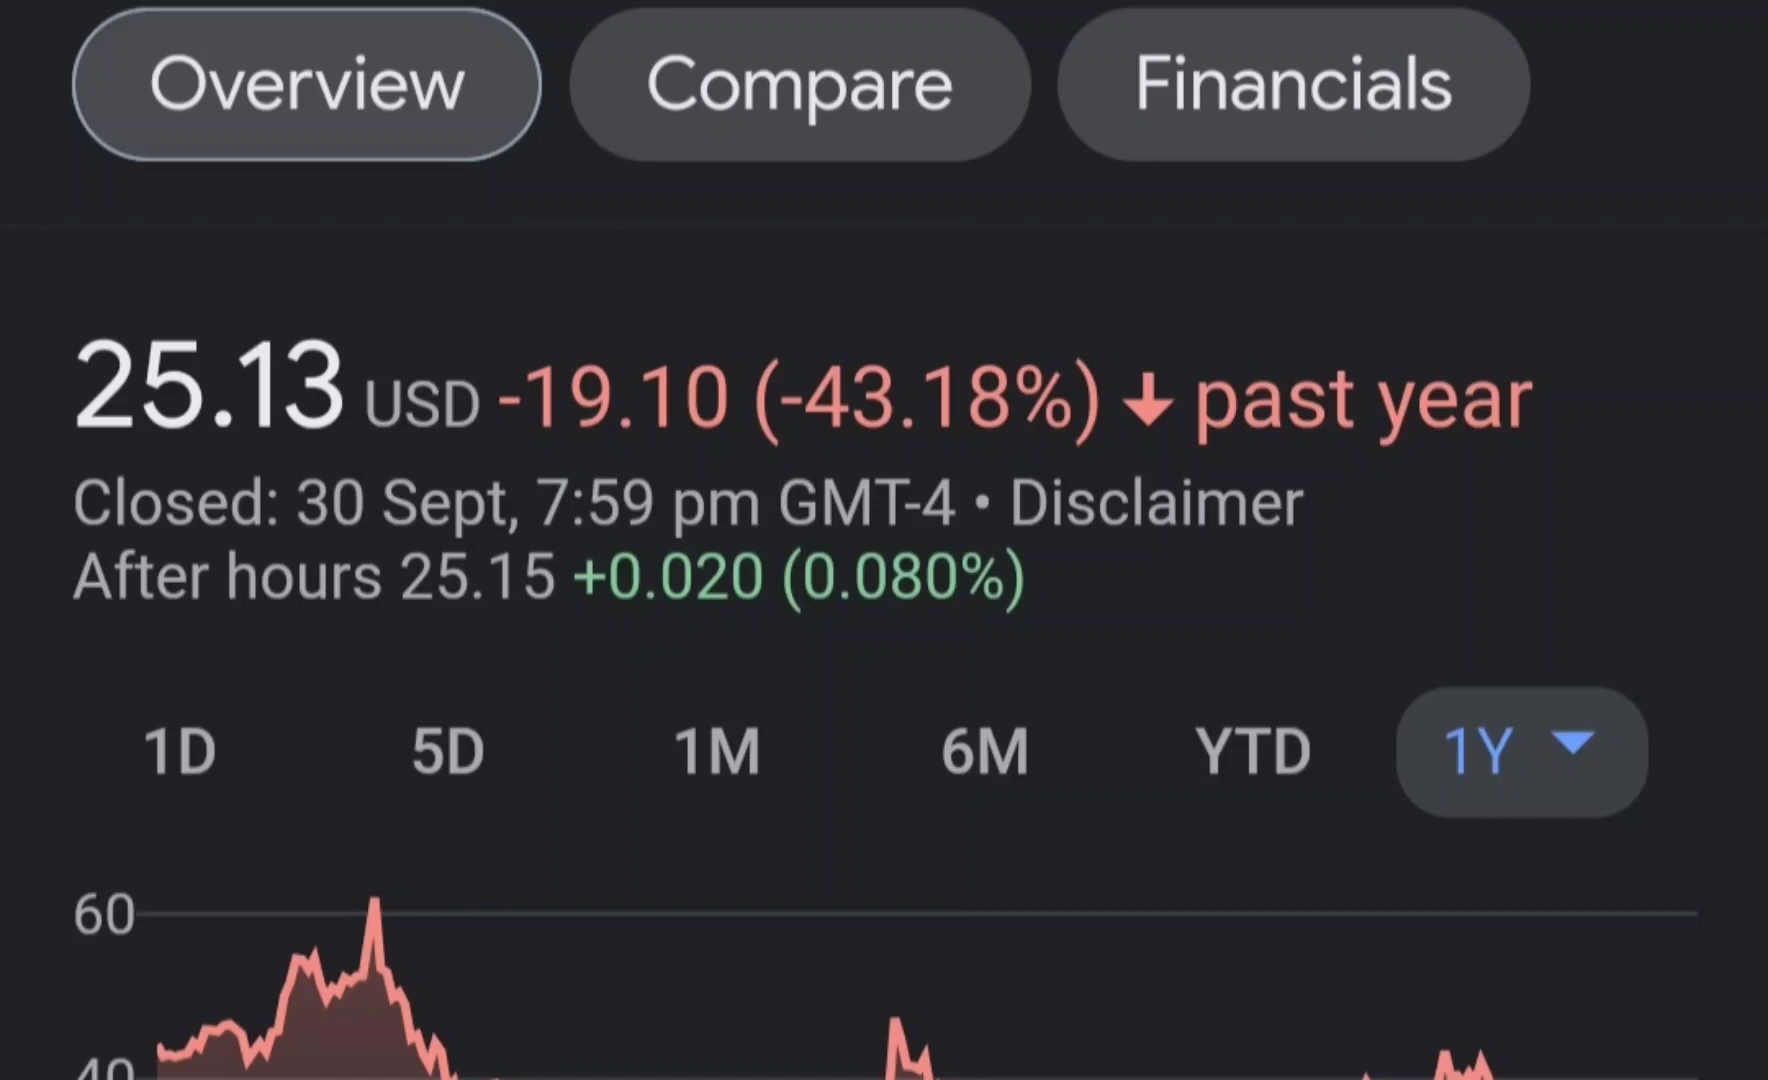 Overview Compare Financials
25.13 USD -19.10 (-43.18%) ↓ past year
Closed: 30 Sept, 7:59 pm GMT-4 • Disclaimer
After hours 25.15 +0.020 (0.080%)
1D 5D 1M 6M YTD 1Y
60
40